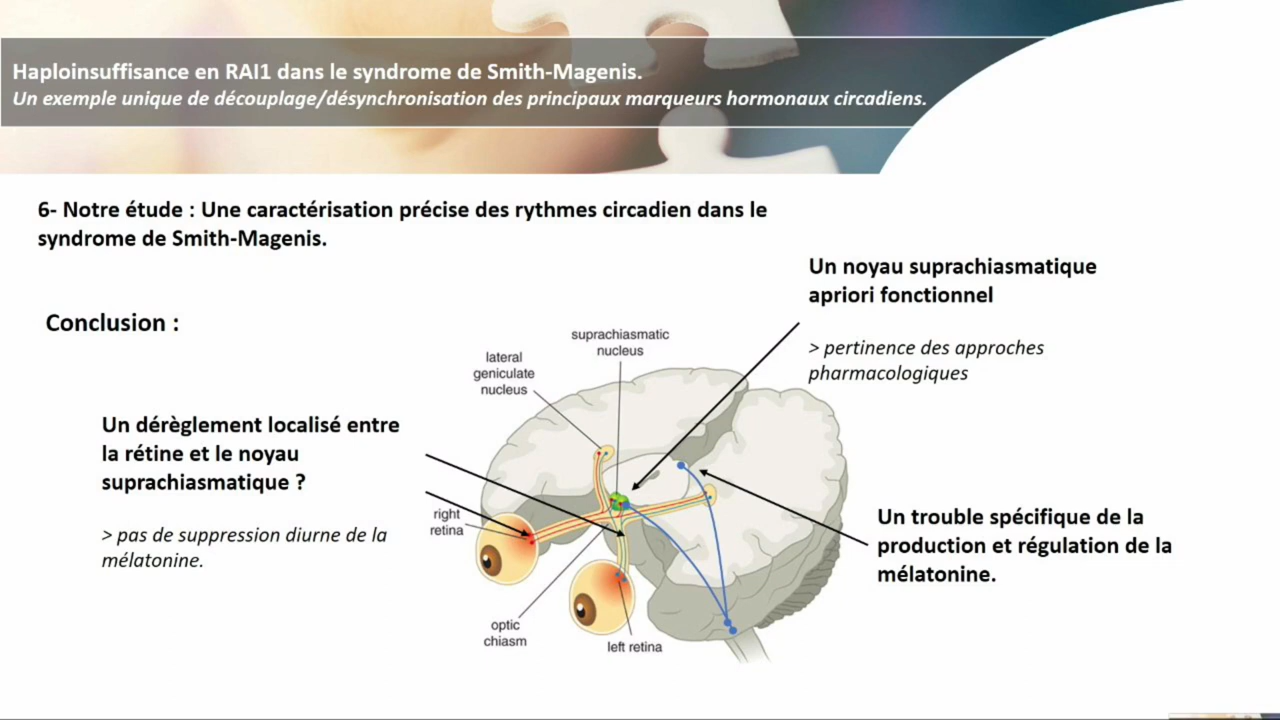 Haploinsuffisance en RAI1 dans le syndrome de Smith-Magenis.
Un exemple unique de découplage/désynchronisation des principaux marqueurs hormonaux circadiens.
6- Notre étude : Une caractérisation précise des rythmes circadien dans le
syndrome de Smith-Magenis.
Un noyau suprachiasmatique
apriori fonctionnel
> pertinence des approches
pharmacologiques
Conclusion :
suprachiasmatic
nucleus
lateral
geniculate
nucleus
Un dérèglement localisé entre
la rétine et le noyau
suprachiasmatique ?
> pas de suppression diurne de la
mélatonine.
right
retina
Un trouble spécifique de la
production et régulation de la
mélatonine.
optic
chiasm
left retina